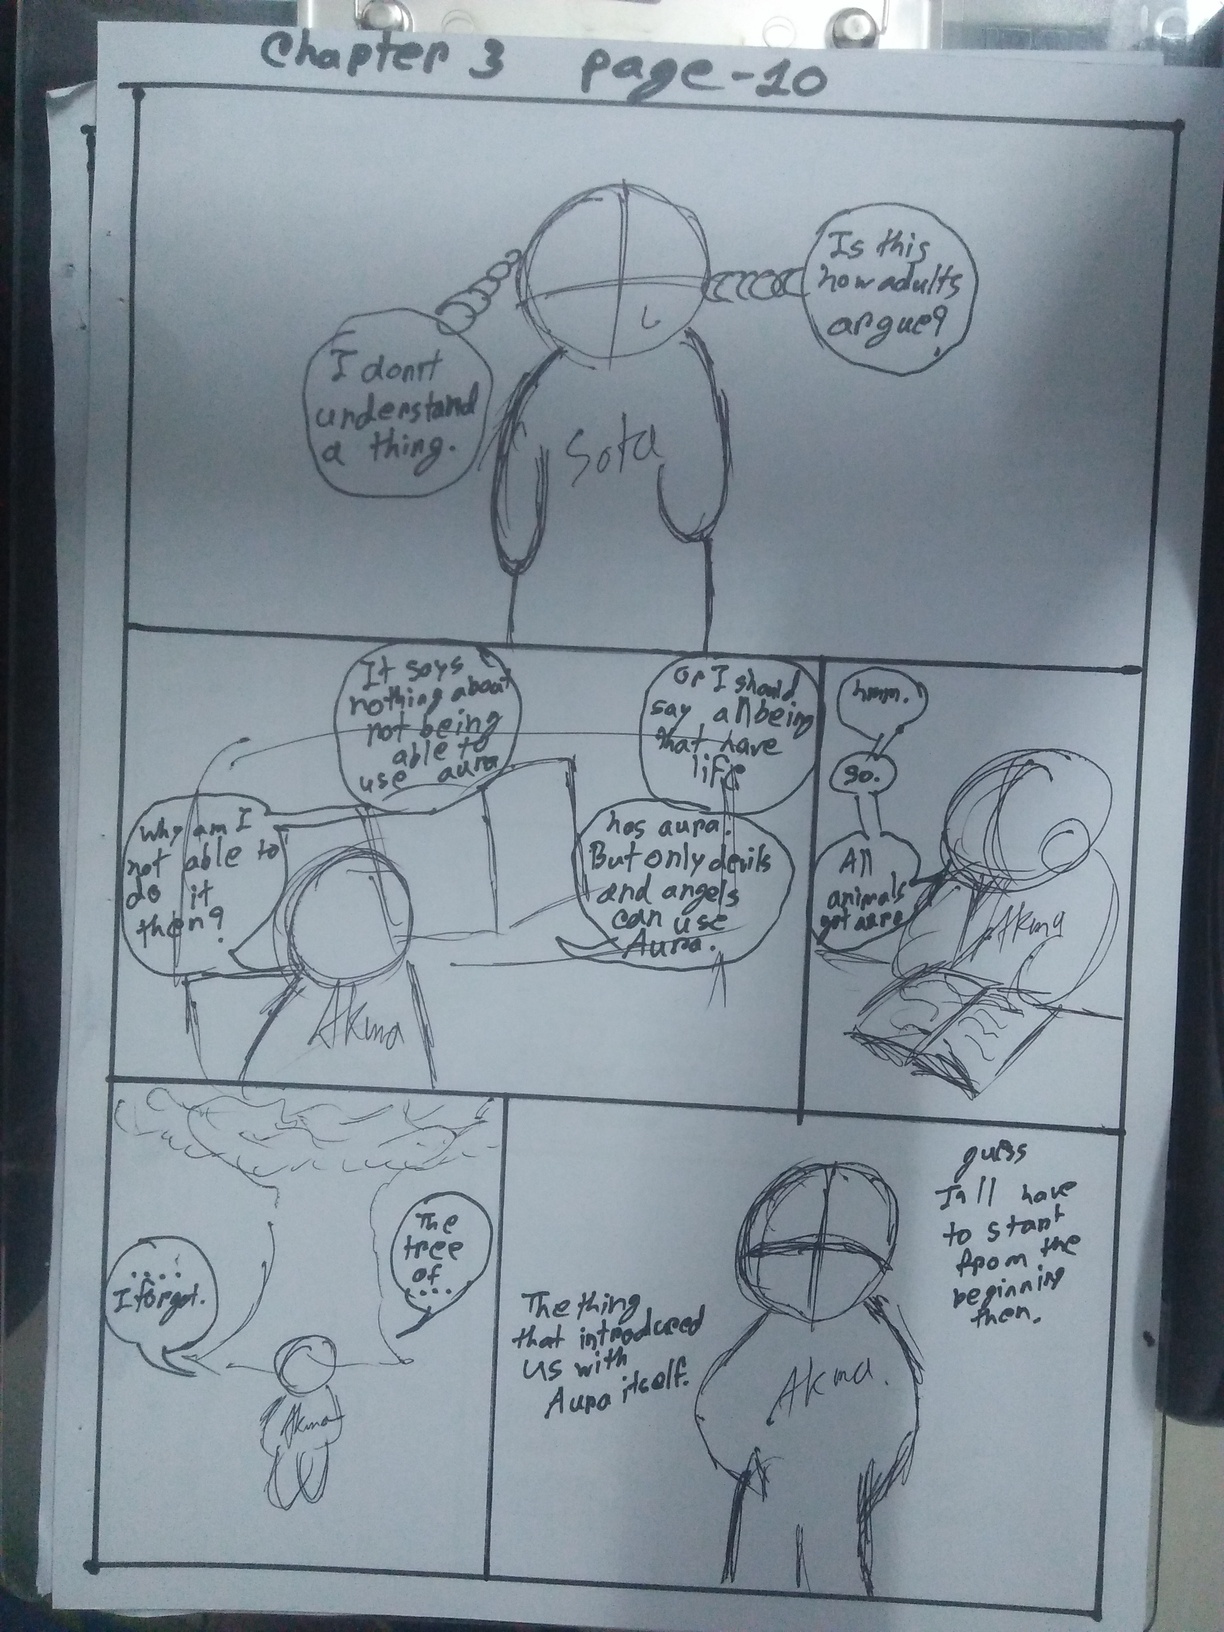 Chapter 3 page-10
Is this
how adults
argue?
I don't
understand
a thing.
Sota
hmm.
so.
All
animals
got aura
Akma
or I should
say all being
that have
life
has aura.
But only devils
and angels
can use
Aura.
It says
nothing about
not being
able to
use aura
Why am I
not able to
do it
then?
Akma
The
tree
of
....
....
I forgot.
Akma
guess
I'll have
to start
from the
beginning
then.
The thing
that introduced
us with
Aura itself.
Akma.